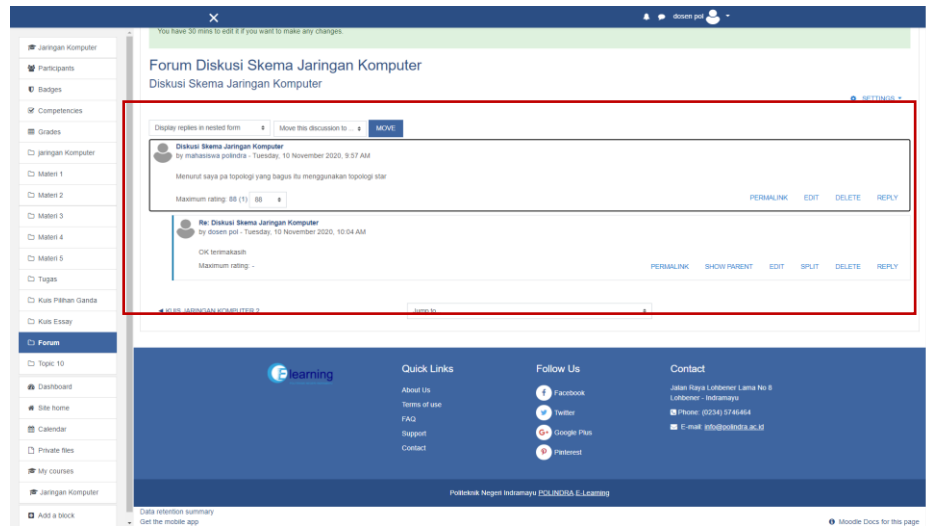 dosen pol
You have 30 mins to edit it if you want to make any changes.
Jaringan Komputer
Participants
Badges
Competencies
Grades
jaringan Komputer
Materi 1
Materi 2
Materi 3
Materi 4
Materi 5
Tugas
Kuis Pilihan Ganda
Kuis Essay
Forum
Topic 10
Dashboard
Site home
Calendar
Private files
My courses
Jaringan Komputer
Add a block
Forum Diskusi Skema Jaringan Komputer
Diskusi Skema Jaringan Komputer
SETTINGS
Display replies in nested form Move this discussion to ... MOVE
Diskusi Skema Jaringan Komputer
by mahasiswa polindra - Tuesday, 10 November 2020, 9:57 AM
Menurut saya pa topologi yang bagus itu menggunakan topologi star
Maximum rating: 88 (1) 88
PERMALINK EDIT DELETE REPLY
Re: Diskusi Skema Jaringan Komputer
by dosen pol - Tuesday, 10 November 2020, 10:04 AM
OK terimakasih
Maximum rating: -
PERMALINK SHOW PARENT EDIT SPLIT DELETE REPLY
◄ KUIS JARINGAN KOMPUTER 2 Jump to...
Elearning
Quick Links
About Us
Terms of use
FAQ
Support
Contact
Follow Us
Facebook
Twitter
Google Plus
Pinterest
Contact
Jalan Raya Lohbener Lama No 8
Lohbener - Indramayu
Phone: (0234) 5746464
E-mail: info@polindra.ac.id
Politeknik Negeri Indramayu POLINDRA E-Learning
Data retention summary
Get the mobile app
Moodle Docs for this page